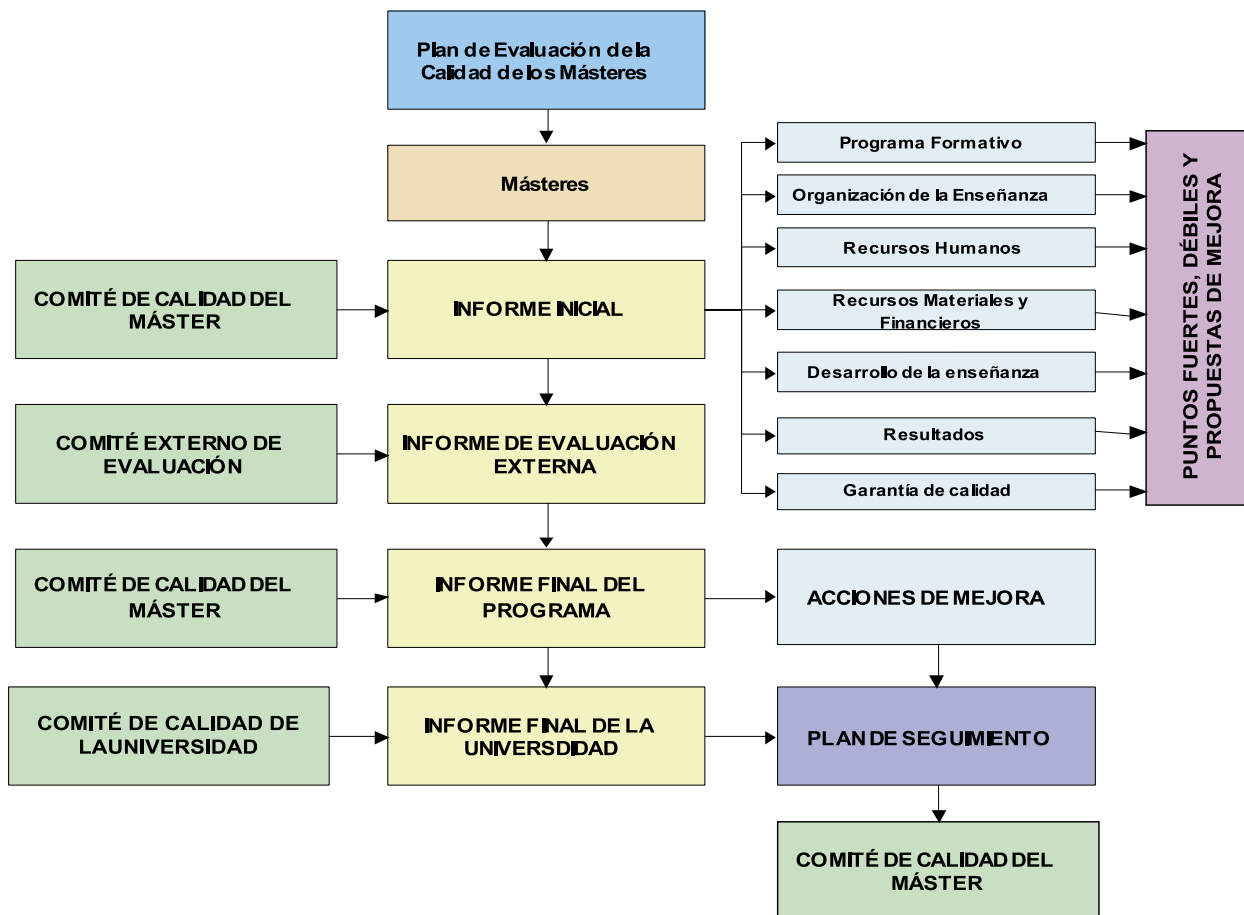 Plan de Evaluación de la
Calidad de los Másteres
Másteres
Programa Formativo
Organización de la Enseñanza
Recursos Humanos
Recursos Materiales y
Financieros
Desarrollo de la enseñanza
Resultados
Garantía de calidad
PUNTOS FUERTES, DÉBILES Y
PROPUESTAS DE MEJORA
COMITÉ DE CALIDAD DEL
MÁSTER
INFORME INICIAL
COMITÉ EXTERNO DE
EVALUACIÓN
INFORME DE EVALUACIÓN
EXTERNA
COMITÉ DE CALIDAD DEL
MÁSTER
INFORME FINAL DEL
PROGRAMA
ACCIONES DE MEJORA
COMITÉ DE CALIDAD DE
LAUNIVERSIDAD
INFORME FINAL DE LA
UNIVERSDIDAD
PLAN DE SEGUIMIENTO
COMITÉ DE CALIDAD DEL
MÁSTER